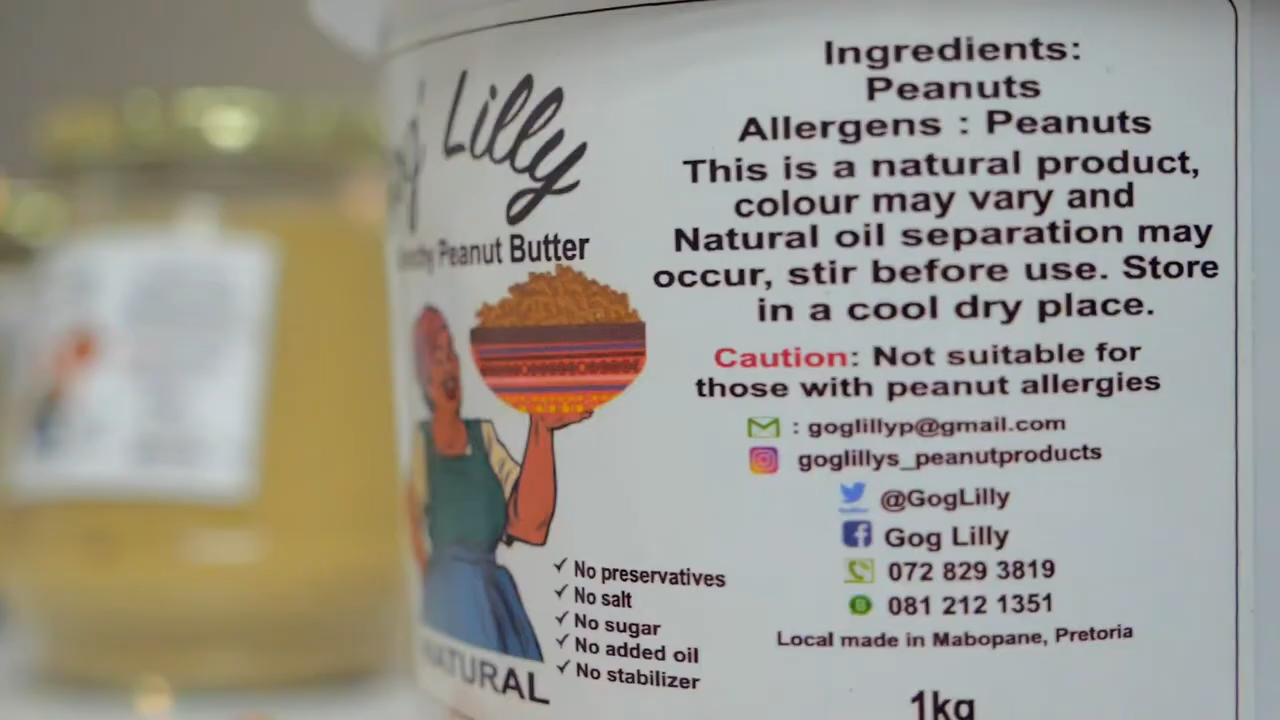 Lilly
Peanut Butter
✓ No preservatives
✓ No salt
✓ No sugar
✓ No added oil
✓ No stabilizer
NATURAL
Ingredients:
Peanuts
Allergens : Peanuts
This is a natural product,
colour may vary and
Natural oil separation may
occur, stir before use. Store
in a cool dry place.
Caution: Not suitable for
those with peanut allergies
: goglillyp@gmail.com
goglillys_peanutproducts
@GogLilly
Gog Lilly
072 829 3819
081 212 1351
Local made in Mabopane, Pretoria
1kg